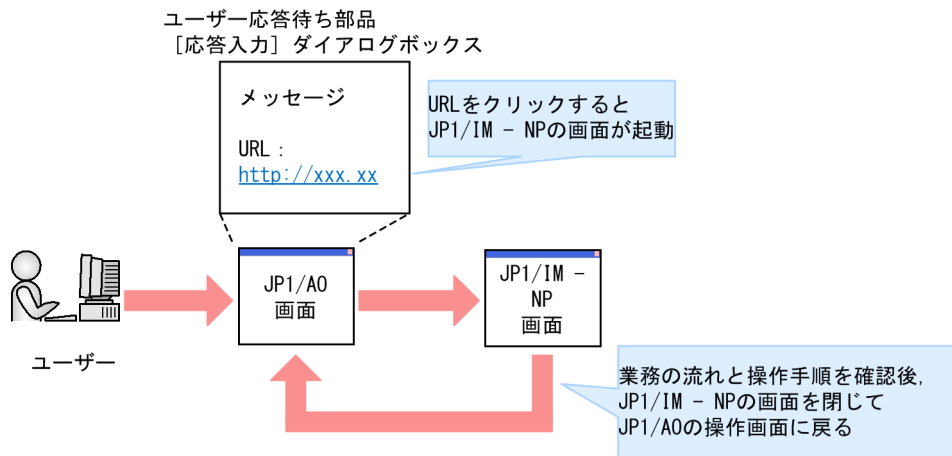 ユーザー応答待ち部品
［応答入力］ダイアログボックス
メッセージ
URL：
http://xxx.xx
URLをクリックすると
JP1/IM - NPの画面が起動
JP1/AO
画面
JP1/IM -
NP
画面
ユーザー
業務の流れと操作手順を確認後，
JP1/IM - NPの画面を閉じて
JP1/AOの操作画面に戻る